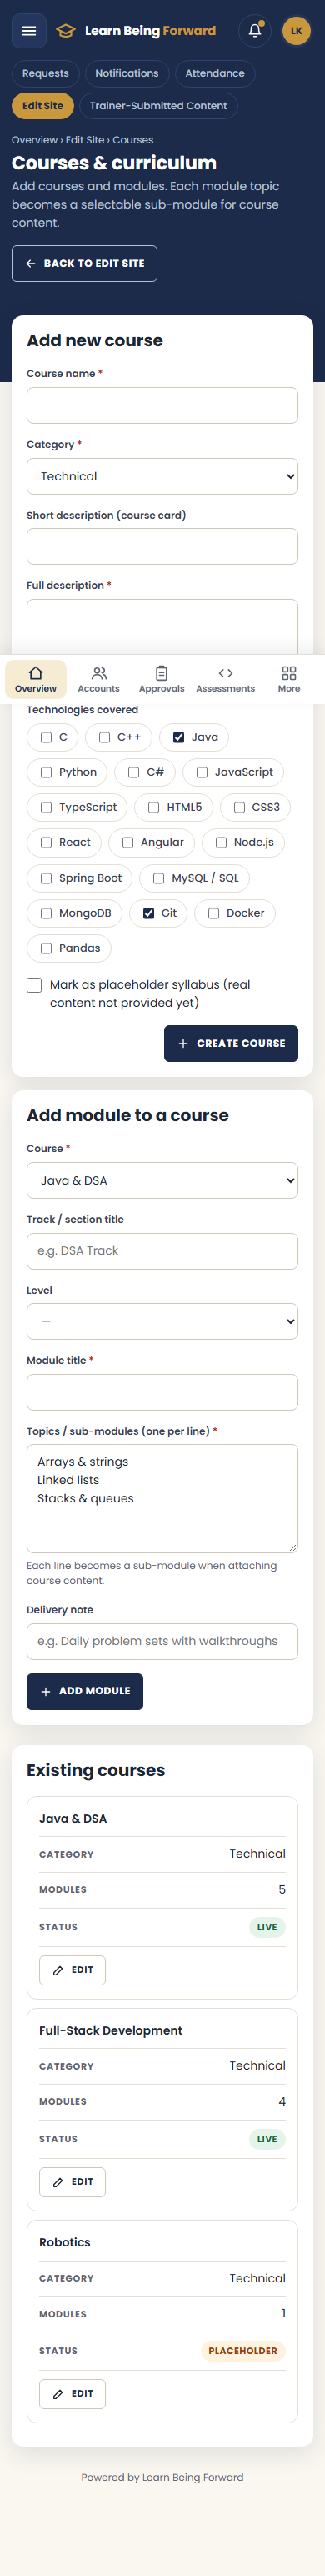 Learn Being Forward
LK
Requests
Notifications
Attendance
Edit Site
Trainer-Submitted Content
Overview › Edit Site › Courses
Courses & curriculum
Add courses and modules. Each module topic
becomes a selectable sub-module for course
content.
← BACK TO EDIT SITE
Add new course
Course name *
Category *
Technical
Short description (course card)
Full description *
Overview
Accounts
Approvals
Assessments
More
Technologies covered
C
C++
Java
Python
C#
JavaScript
TypeScript
HTML5
CSS3
React
Angular
Node.js
Spring Boot
MySQL / SQL
MongoDB
Git
Docker
Pandas
Mark as placeholder syllabus (real
content not provided yet)
+ CREATE COURSE
Add module to a course
Course *
Java & DSA
Track / section title
e.g. DSA Track
Level
—
Module title *
Topics / sub-modules (one per line) *
Arrays & strings
Linked lists
Stacks & queues
Each line becomes a sub-module when attaching
course content.
Delivery note
e.g. Daily problem sets with walkthroughs
+ ADD MODULE
Existing courses
Java & DSA
CATEGORY Technical
MODULES 5
STATUS LIVE
EDIT
Full-Stack Development
CATEGORY Technical
MODULES 4
STATUS LIVE
EDIT
Robotics
CATEGORY Technical
MODULES 1
STATUS PLACEHOLDER
EDIT
Powered by Learn Being Forward